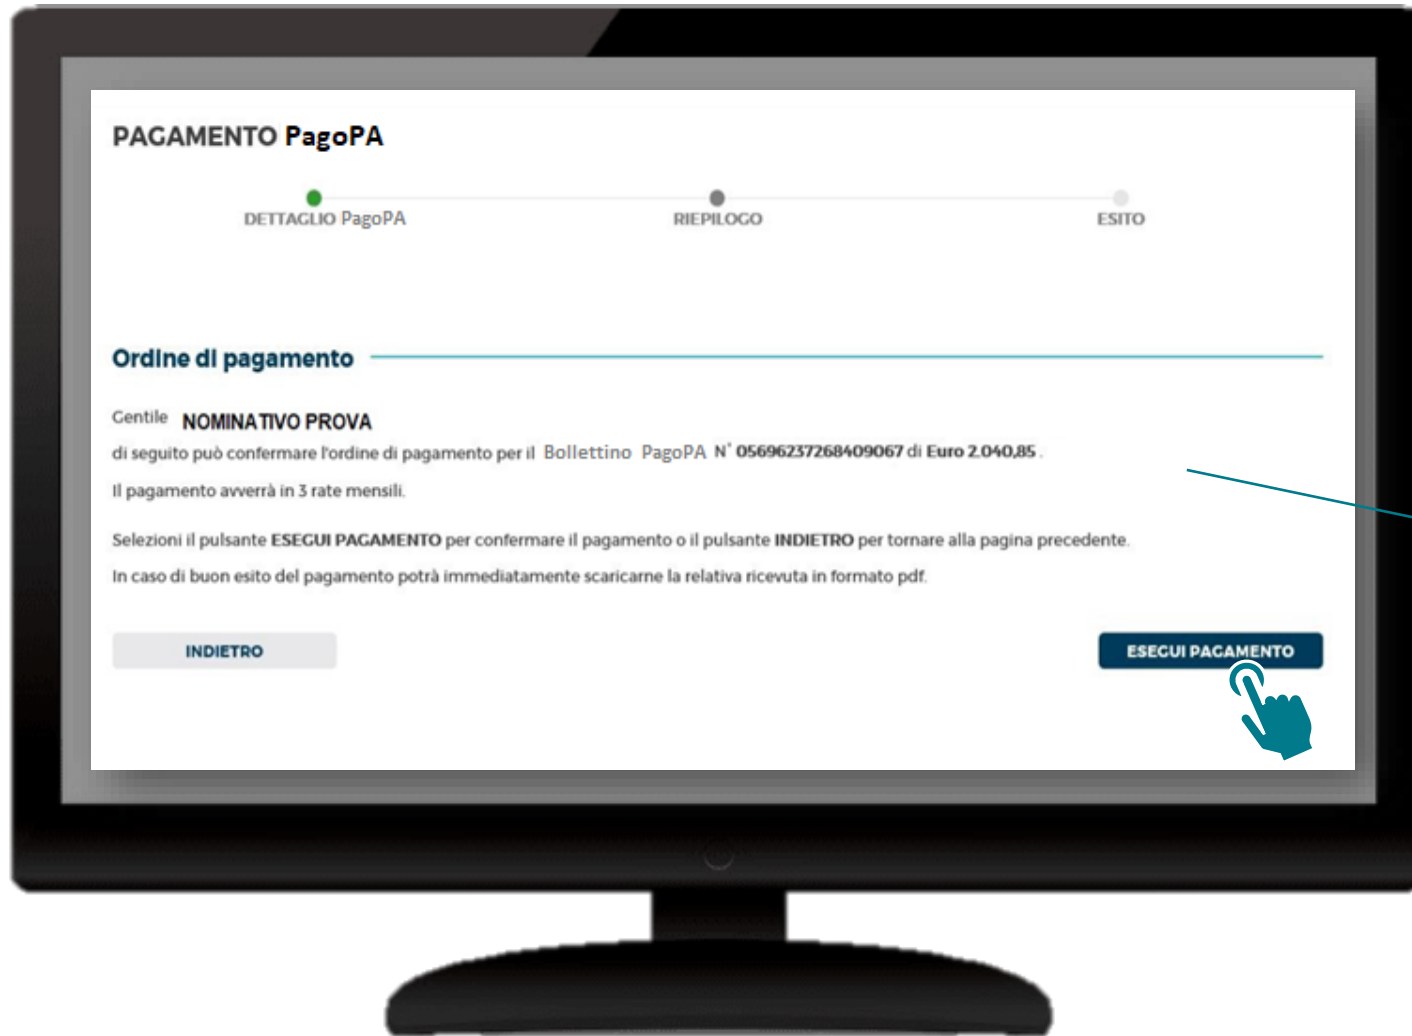 PAGAMENTO PagoPA
DETTAGLIO PagoPA
RIEPILOGO
ESITO
Ordine di pagamento
Gentile NOMINATIVO PROVA
di seguito può confermare l'ordine di pagamento per il Bollettino PagoPA N° 05696237268409067 di Euro 2.040,85 .
Il pagamento avverrà in 3 rate mensili.
Selezioni il pulsante ESEGUI PAGAMENTO per confermare il pagamento o il pulsante INDIETRO per tornare alla pagina precedente.
In caso di buon esito del pagamento potrà immediatamente scaricarne la relativa ricevuta in formato pdf.
INDIETRO
ESEGUI PAGAMENTO